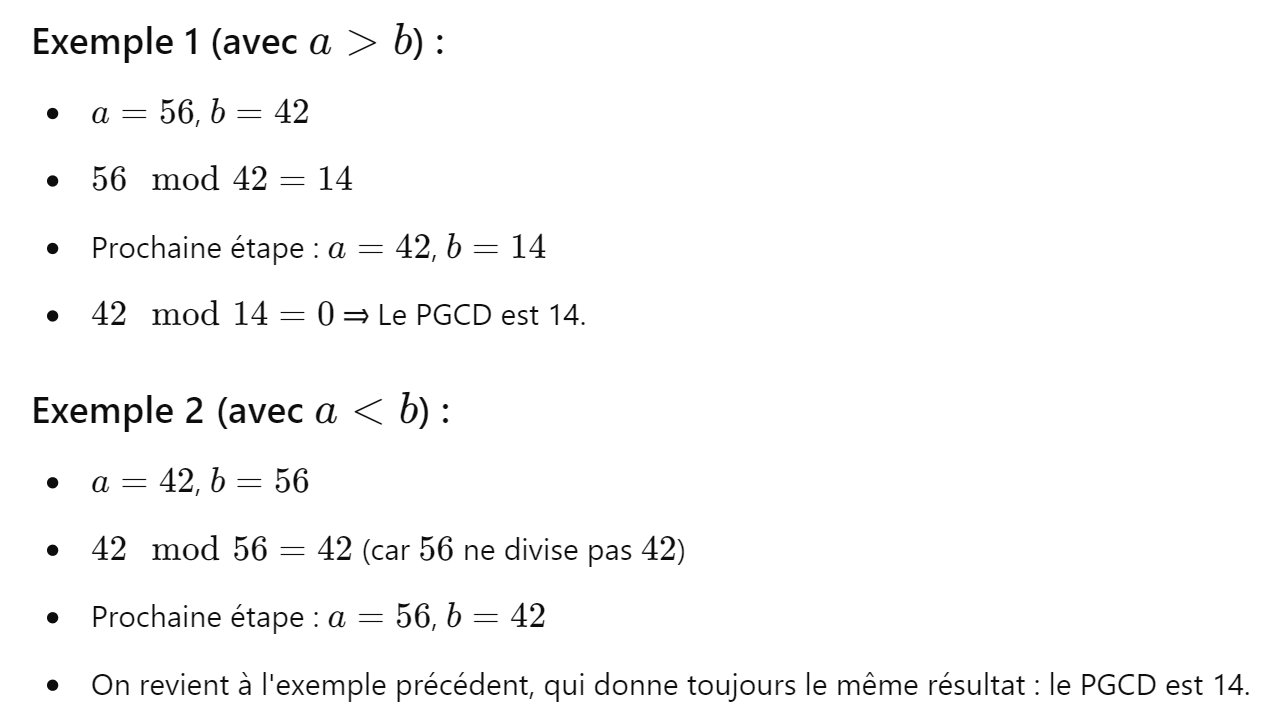 Exemple 1 (avec a > b) :
• a = 56, b = 42
• 56 mod 42 = 14
• Prochaine étape : a = 42, b = 14
• 42 mod 14 = 0 ⇒ Le PGCD est 14.
Exemple 2 (avec a < b) :
• a = 42, b = 56
• 42 mod 56 = 42 (car 56 ne divise pas 42)
• Prochaine étape : a = 56, b = 42
• On revient à l'exemple précédent, qui donne toujours le même résultat : le PGCD est 14.